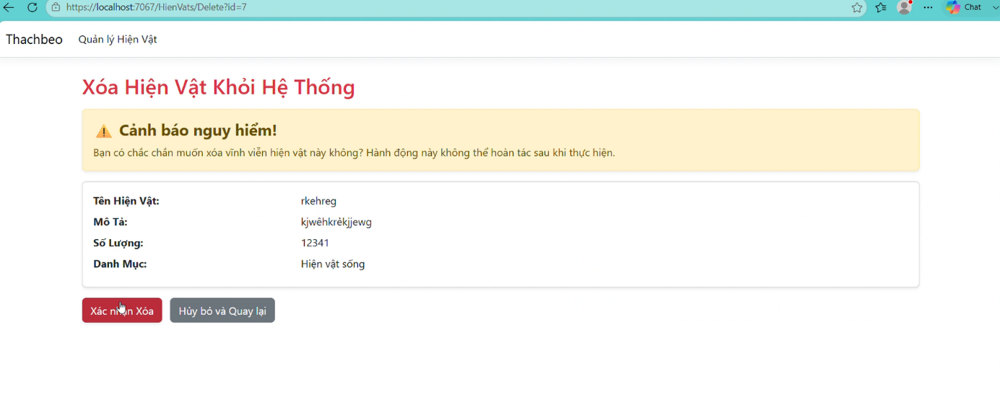 https://localhost:7067/HienVats/Delete?id=7
Chat
Thachbeo Quản lý Hiện Vật
Xóa Hiện Vật Khỏi Hệ Thống
Cảnh báo nguy hiểm!
Bạn có chắc chắn muốn xóa vĩnh viễn hiện vật này không? Hành động này không thể hoàn tác sau khi thực hiện.
Tên Hiện Vật: rkehreg
Mô Tả: kjwêhkrẻkjjewg
Số Lượng: 12341
Danh Mục: Hiện vật sống
Xác nhận Xóa Hủy bỏ và Quay lại